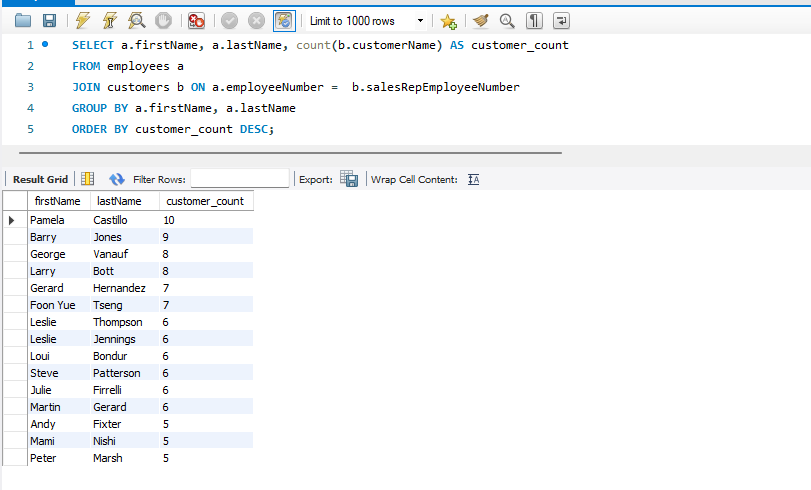 Limit to 1000 rows
1 SELECT a.firstName, a.lastName, count(b.customerName) AS customer_count
2 FROM employees a
3 JOIN customers b ON a.employeeNumber =  b.salesRepEmployeeNumber
4 GROUP BY a.firstName, a.lastName
5 ORDER BY customer_count DESC;
Result Grid Filter Rows: Export: Wrap Cell Content: IA
firstName lastName customer_count
Pamela Castillo 10
Barry Jones 9
George Vanauf 8
Larry Bott 8
Gerard Hernandez 7
Foon Yue Tseng 7
Leslie Thompson 6
Leslie Jennings 6
Loui Bondur 6
Steve Patterson 6
Julie Firrelli 6
Martin Gerard 6
Andy Fixter 5
Mami Nishi 5
Peter Marsh 5